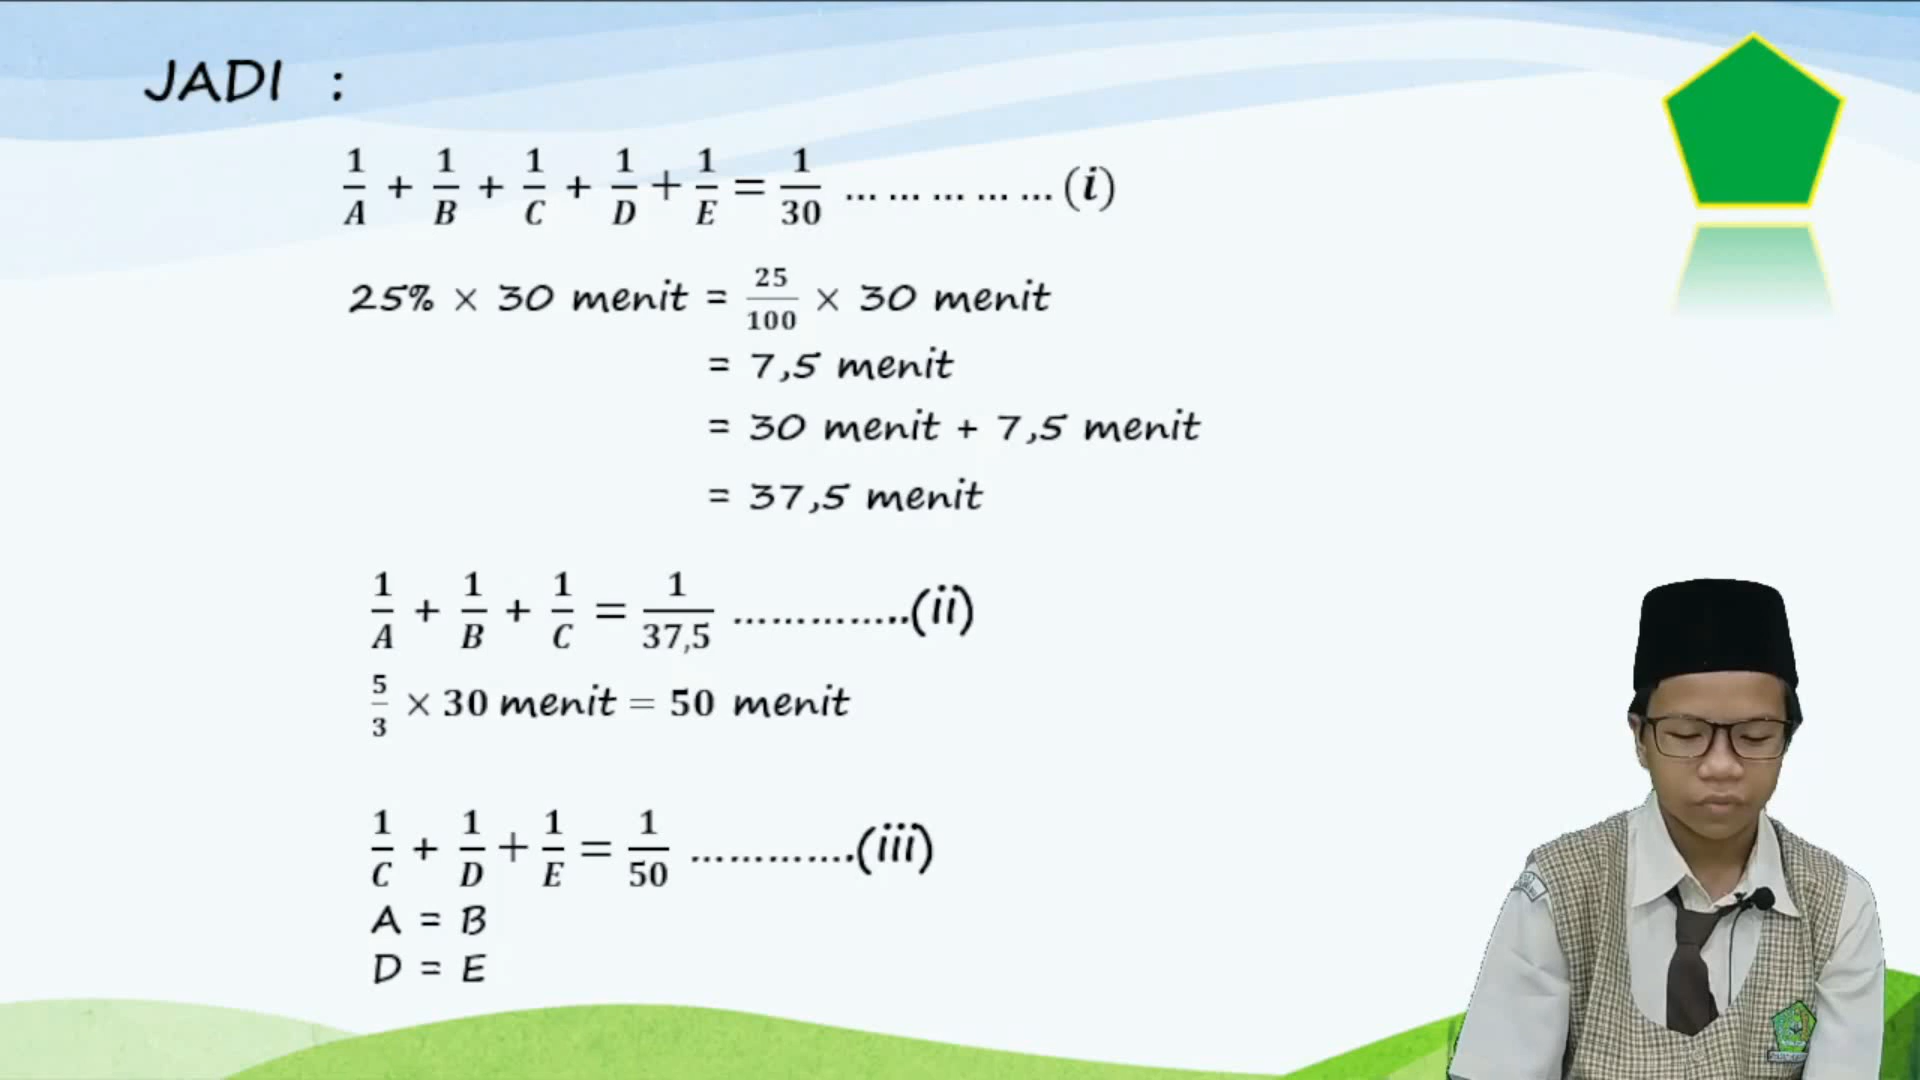 JADI :
1/A + 1/B + 1/C + 1/D + 1/E = 1/30 ... ... ... ... ... (i)
25% × 30 menit = 25/100 × 30 menit
= 7,5 menit
= 30 menit + 7,5 menit
= 37,5 menit
1/A + 1/B + 1/C = 1/37,5 ..............(ii)
5/3 × 30 menit = 50 menit
1/C + 1/D + 1/E = 1/50 .............(iii)
A = B
D = E